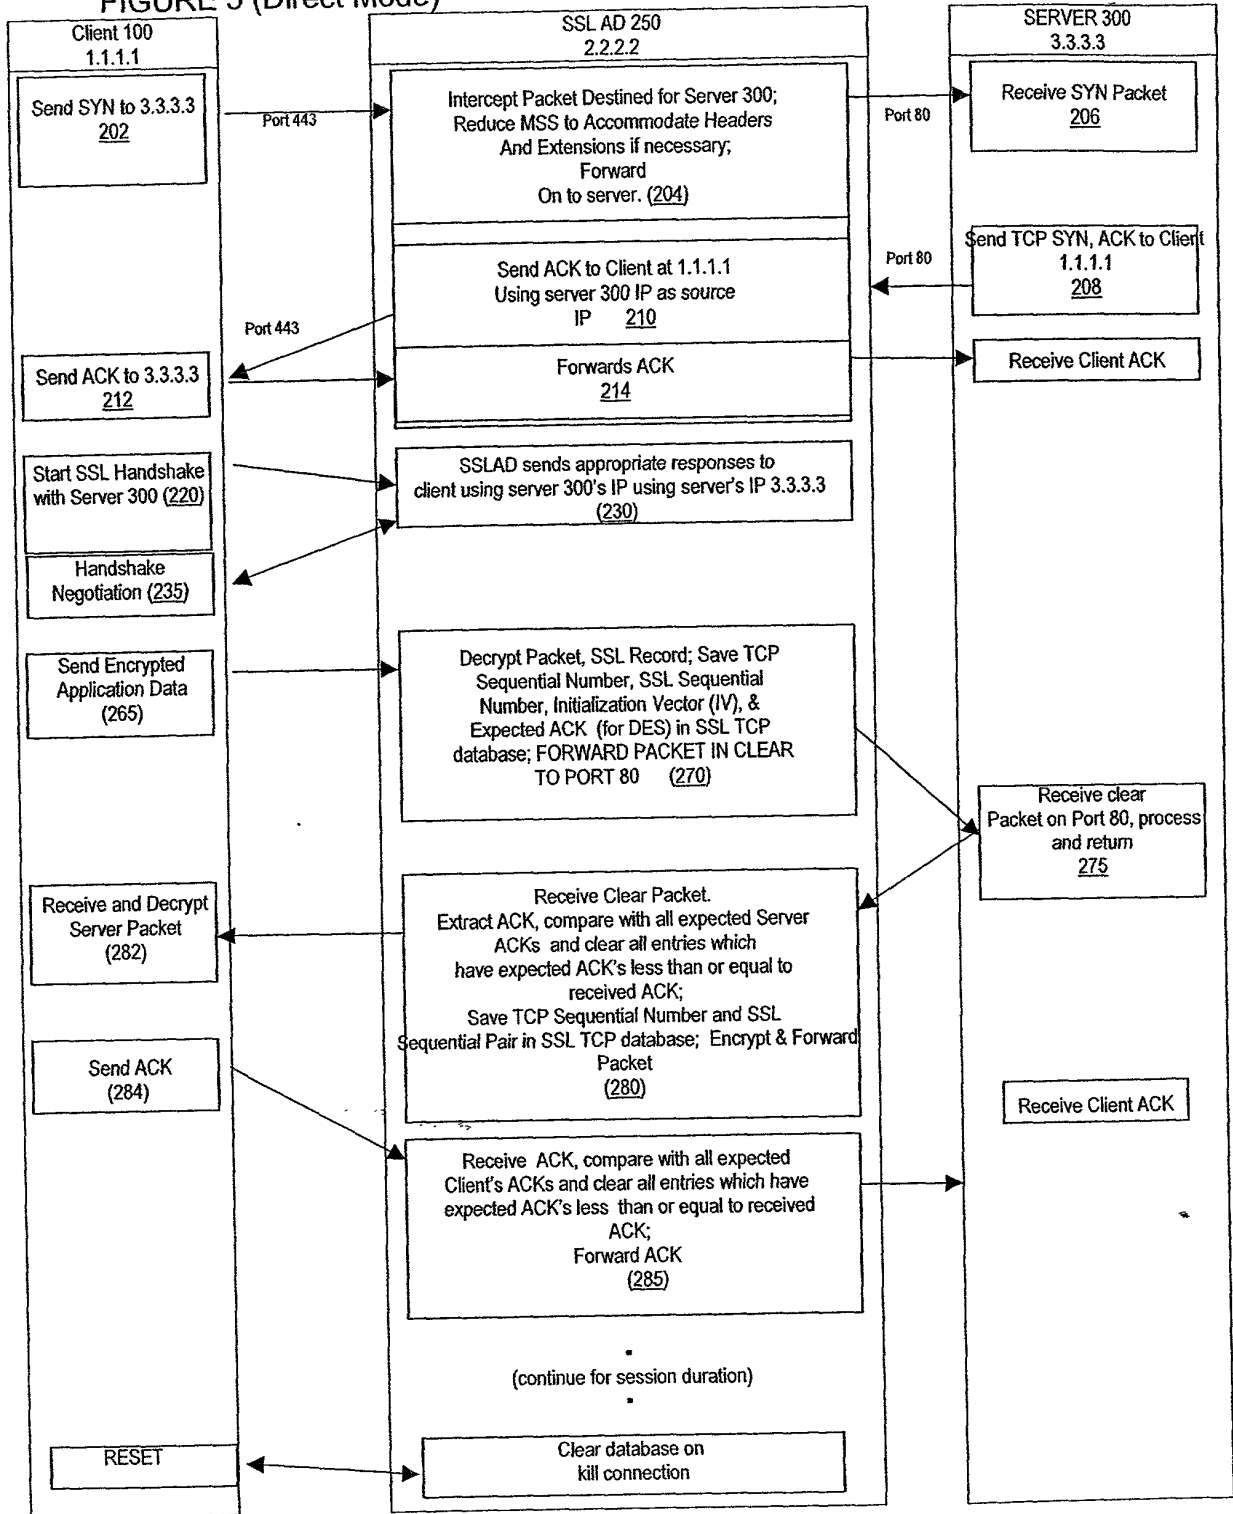 FIGURE 5 (Direct Mode)
Client 100
1.1.1.1
SSL AD 250
2.2.2.2
SERVER 300
3.3.3.3
Send SYN to 3.3.3.3
202
Port 443
Intercept Packet Destined for Server 300;
Reduce MSS to Accommodate Headers
And Extensions if necessary;
Forward
On to server. (204)
Port 80
Receive SYN Packet
206
Send TCP SYN, ACK to Client
1.1.1.1
208
Port 80
Send ACK to Client at 1.1.1.1
Using server 300 IP as source
IP 210
Port 443
Send ACK to 3.3.3.3
212
Forwards ACK
214
Receive Client ACK
Start SSL Handshake
with Server 300 (220)
SSLAD sends appropriate responses to
client using server 300's IP using server's IP 3.3.3.3
(230)
Handshake
Negotiation (235)
Send Encrypted
Application Data
(265)
Decrypt Packet, SSL Record; Save TCP
Sequential Number, SSL Sequential
Number, Initialization Vector (IV), &
Expected ACK (for DES) in SSL TCP
database; FORWARD PACKET IN CLEAR
TO PORT 80 (270)
Receive clear
Packet on Port 80, process
and return
275
Receive and Decrypt
Server Packet
(282)
Receive Clear Packet.
Extract ACK, compare with all expected Server
ACKs and clear all entries which
have expected ACK's less than or equal to
received ACK;
Save TCP Sequential Number and SSL
Sequential Pair in SSL TCP database; Encrypt & Forward
Packet
(280)
Send ACK
(284)
Receive Client ACK
Receive ACK, compare with all expected
Client's ACKs and clear all entries which have
expected ACK's less than or equal to received
ACK;
Forward ACK
(285)
(continue for session duration)
RESET
Clear database on
kill connection